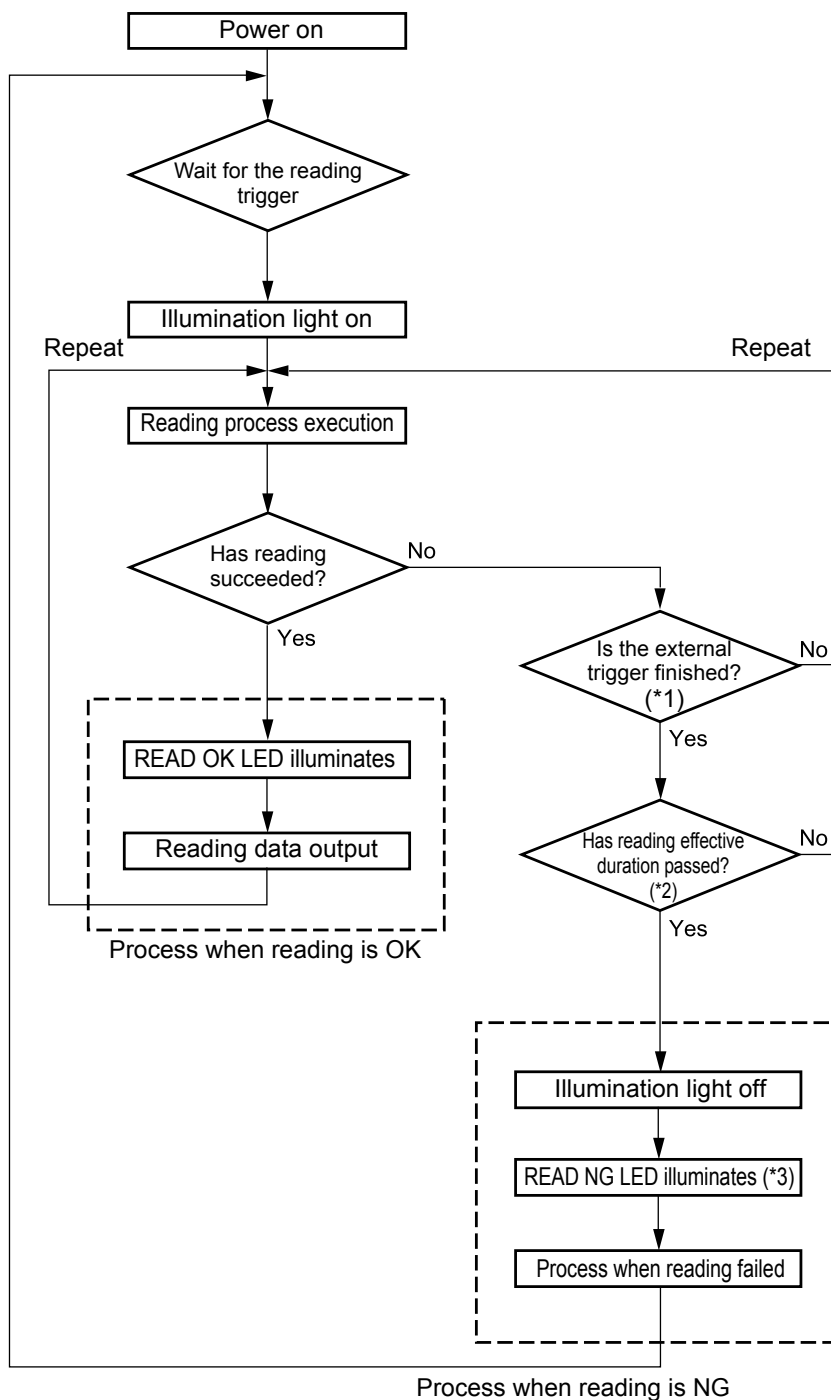 Power on
Wait for the reading
trigger
Illumination light on
Repeat
Repeat
Reading process execution
Has reading
succeeded?
No
Yes
Is the external
trigger finished?
(*1)
No
Yes
READ OK LED illuminates
Reading data output
Process when reading is OK
Has reading effective
duration passed?
(*2)
No
Yes
Illumination light off
READ NG LED illuminates (*3)
Process when reading failed
Process when reading is NG